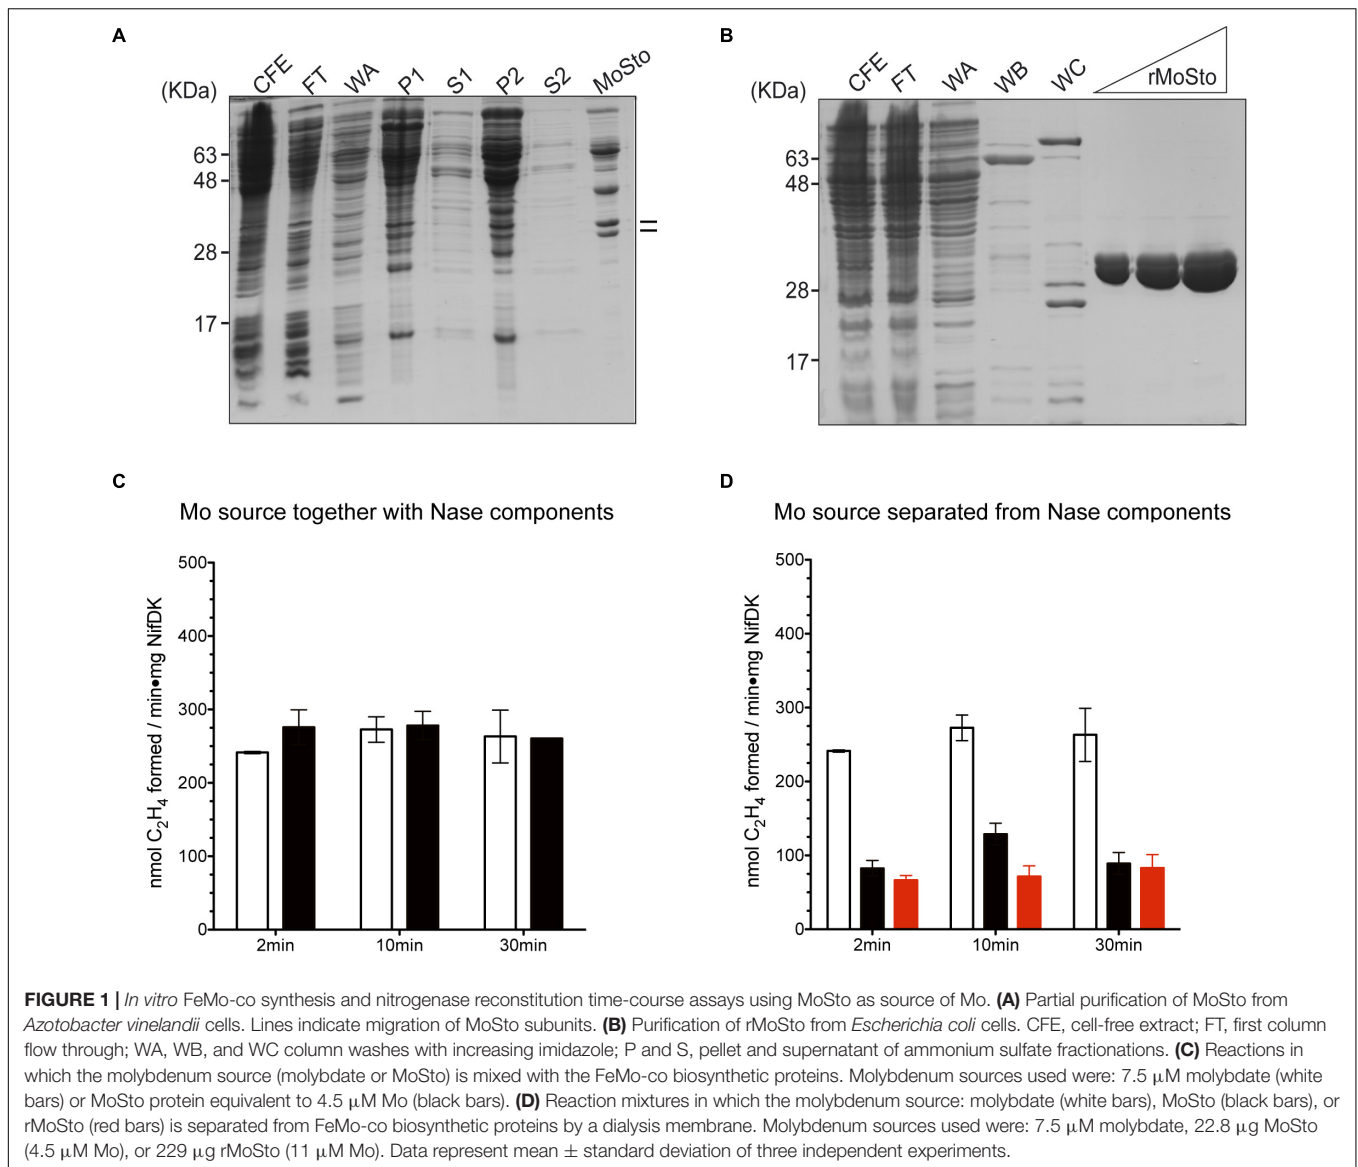 A
CFE FT WA P1 S1 P2 S2 MoSto
(KDa)
63
48
28
17
B
CFE FT WA WB WC rMoSto
(KDa)
63
48
28
17
C
Mo source together with Nase components
nmol C2H4 formed / min•mg NifDK
500
400
300
200
100
0
2min 10min 30min
D
Mo source separated from Nase components
nmol C2H4 formed / min•mg NifDK
500
400
300
200
100
0
2min 10min 30min
FIGURE 1 | In vitro FeMo-co synthesis and nitrogenase reconstitution time-course assays using MoSto as source of Mo. (A) Partial purification of MoSto from
Azotobacter vinelandii cells. Lines indicate migration of MoSto subunits. (B) Purification of rMoSto from Escherichia coli cells. CFE, cell-free extract; FT, first column
flow through; WA, WB, and WC column washes with increasing imidazole; P and S, pellet and supernatant of ammonium sulfate fractionations. (C) Reactions in
which the molybdenum source (molybdate or MoSto) is mixed with the FeMo-co biosynthetic proteins. Molybdenum sources used were: 7.5 μM molybdate (white
bars) or MoSto protein equivalent to 4.5 μM Mo (black bars). (D) Reaction mixtures in which the molybdenum source: molybdate (white bars), MoSto (black bars), or
rMoSto (red bars) is separated from FeMo-co biosynthetic proteins by a dialysis membrane. Molybdenum sources used were: 7.5 μM molybdate, 22.8 μg MoSto
(4.5 μM Mo), or 229 μg rMoSto (11 μM Mo). Data represent mean ± standard deviation of three independent experiments.